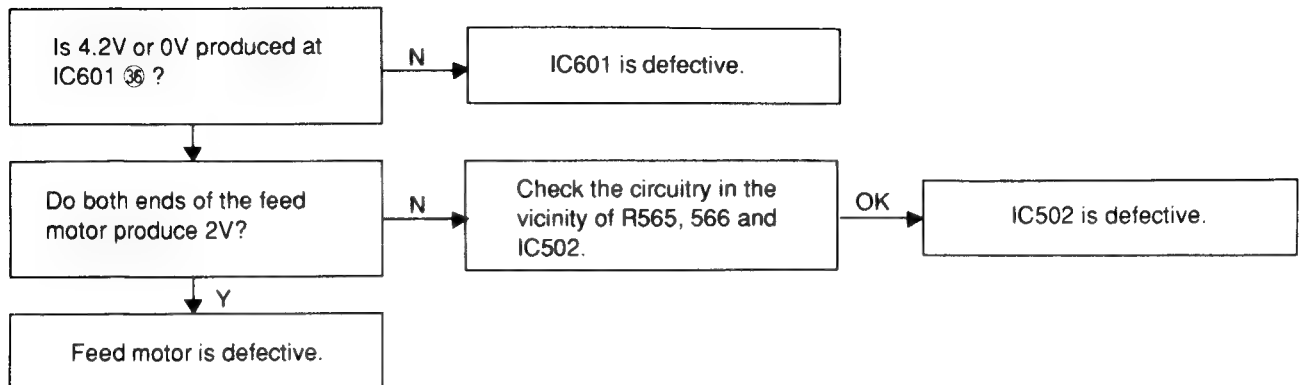 Is 4.2V or 0V produced at
IC601 ㊱ ?
N
IC601 is defective.
Do both ends of the feed
motor produce 2V?
N
Check the circuitry in the
vicinity of R565, 566 and
IC502.
OK
IC502 is defective.
Y
Feed motor is defective.